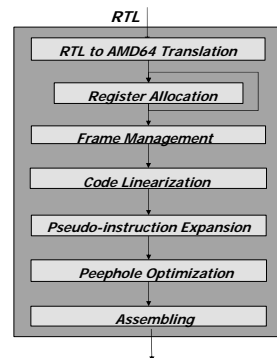 RTL
RTL to AMD64 Translation
Register Allocation
Frame Management
Code Linearization
Pseudo-instruction Expansion
Peephole Optimization
Assembling